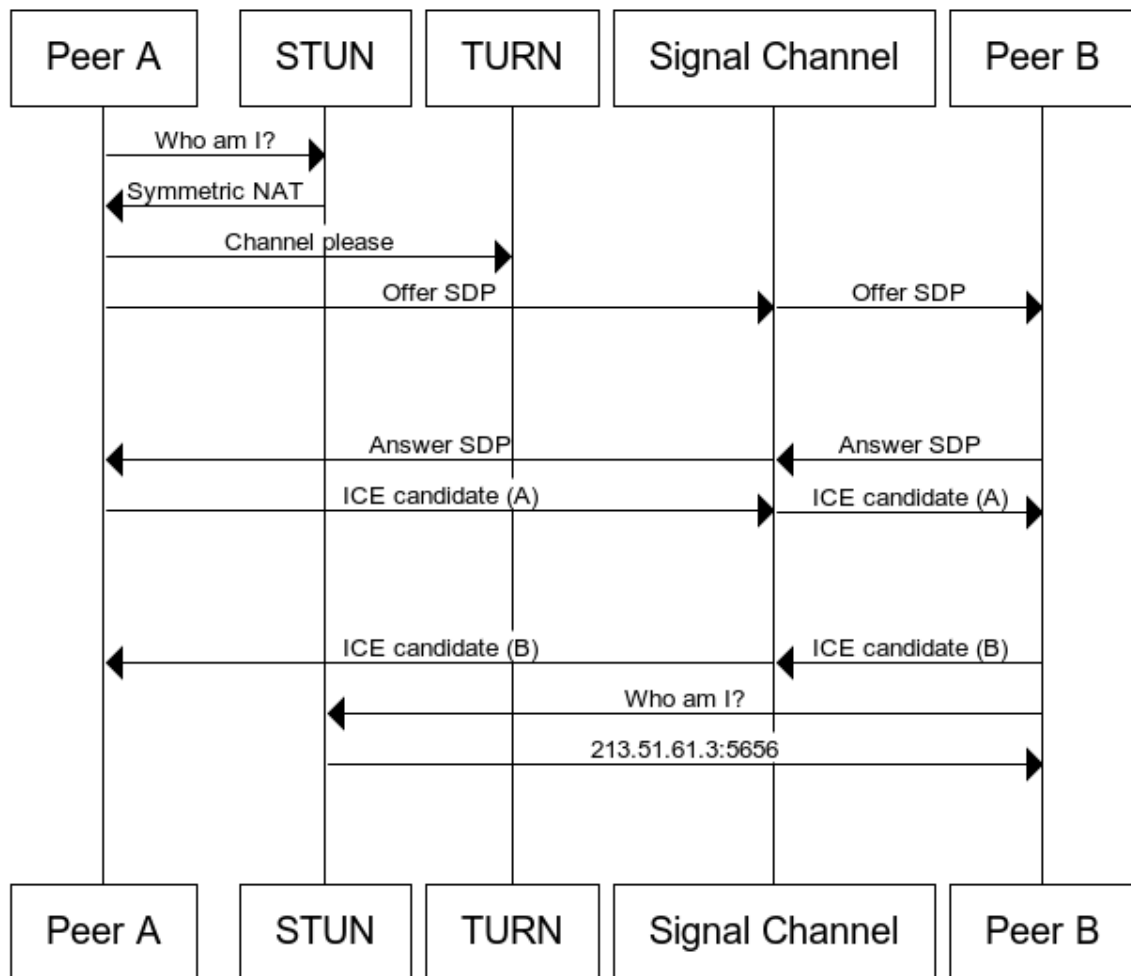 Peer A
STUN
TURN
Signal Channel
Peer B
Who am I?
Symmetric NAT
Channel please
Offer SDP
Offer SDP
Answer SDP
Answer SDP
ICE candidate (A)
ICE candidate (A)
ICE candidate (B)
ICE candidate (B)
Who am I?
213.51.61.3:5656
Peer A
STUN
TURN
Signal Channel
Peer B